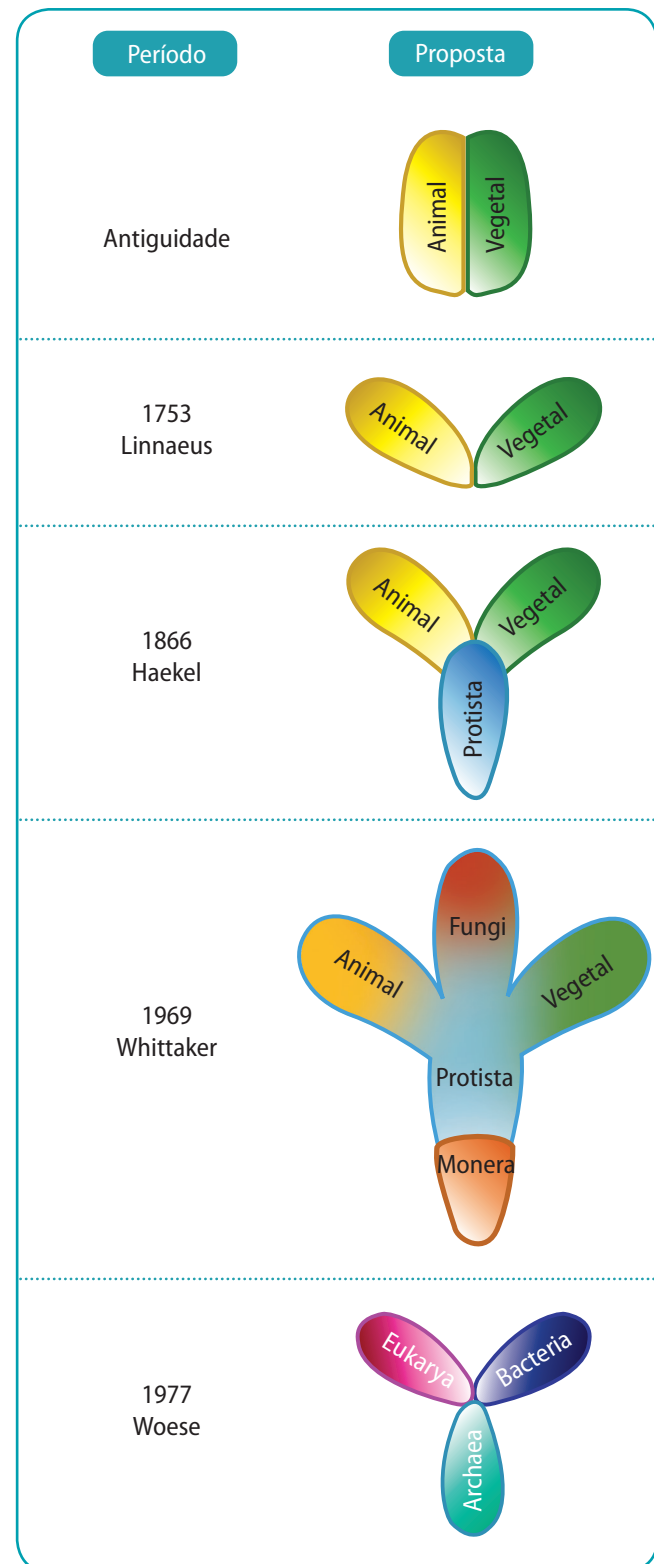 Período
Proposta
Antiguidade
Animal
Vegetal
1753
Linnaeus
Animal
Vegetal
1866
Haekel
Animal
Vegetal
Protista
1969
Whittaker
Fungi
Animal
Vegetal
Protista
Monera
1977
Woese
Eukarya
Bacteria
Archaea